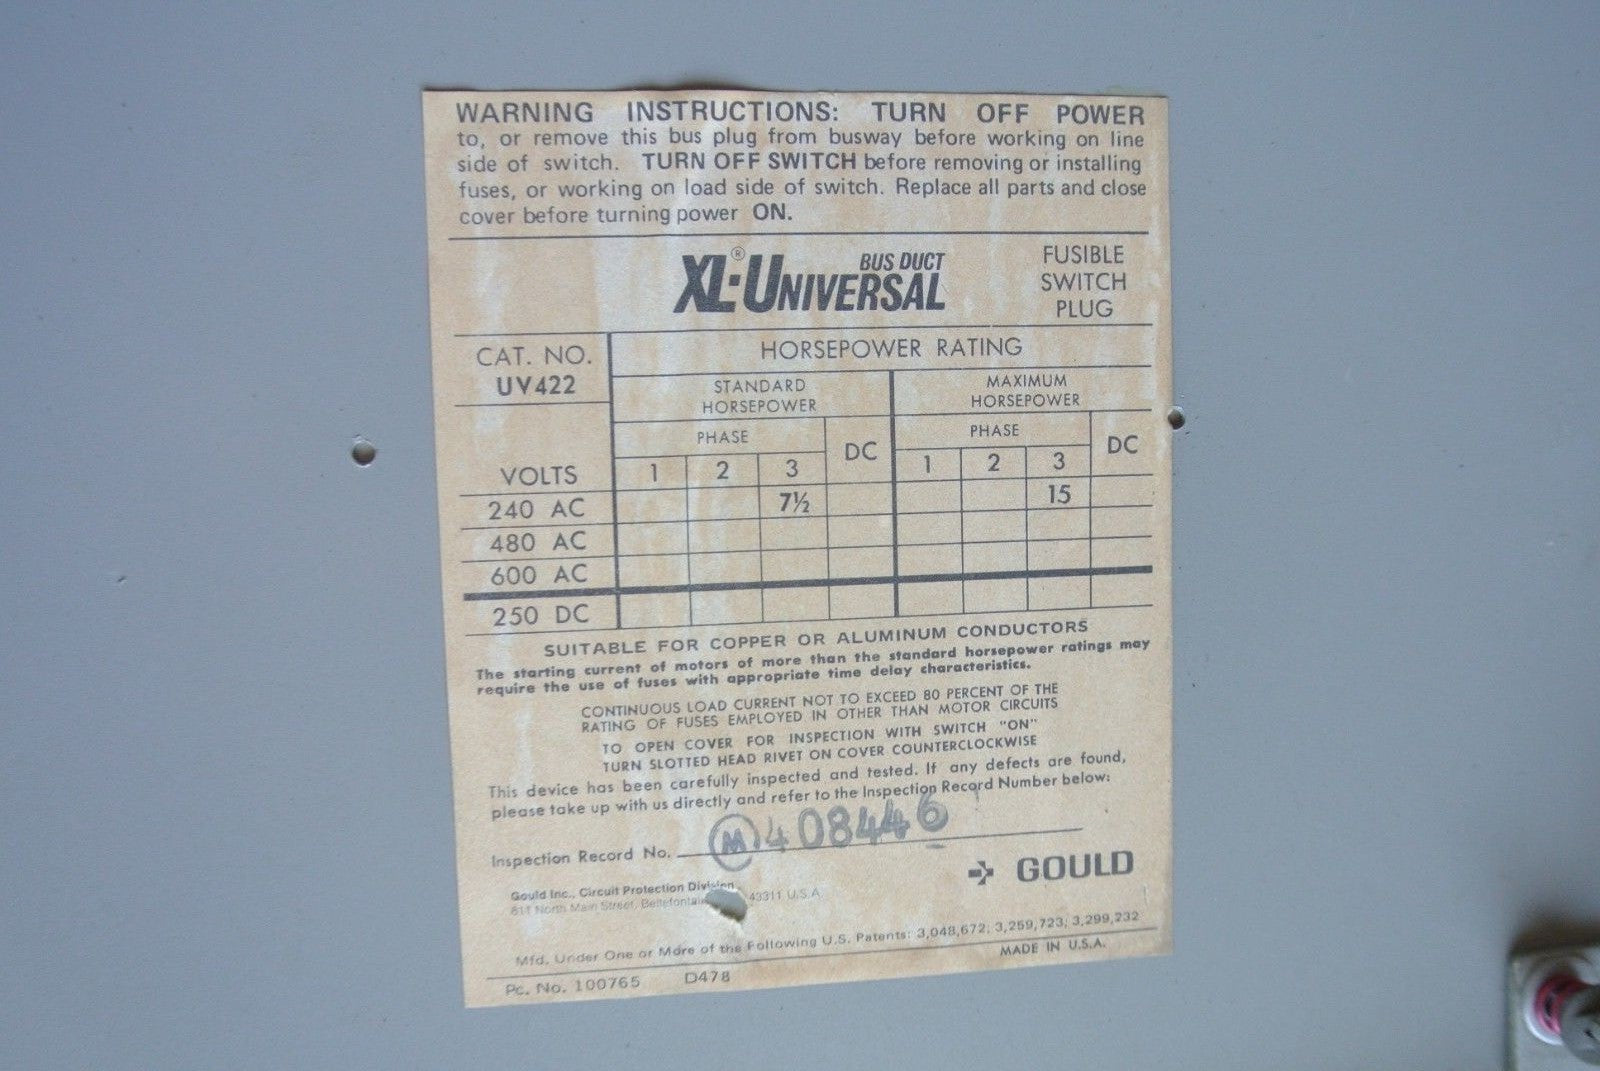 WARNING INSTRUCTIONS: TURN OFF POWER
to, or remove this bus plug from busway before working on line
side of switch. TURN OFF SWITCH before removing or installing
fuses, or working on load side of switch. Replace all parts and close
cover before turning power ON.
XL®-UNIVERSAL BUS DUCT
FUSIBLE
SWITCH
PLUG
CAT. NO.
UV422
HORSEPOWER RATING
STANDARD
HORSEPOWER
MAXIMUM
HORSEPOWER
PHASE DC PHASE DC
VOLTS 1 2 3 1 2 3
240 AC 7½ 15
480 AC
600 AC
250 DC
SUITABLE FOR COPPER OR ALUMINUM CONDUCTORS
The starting current of motors of more than the standard horsepower ratings may
require the use of fuses with appropriate time delay characteristics.
CONTINUOUS LOAD CURRENT NOT TO EXCEED 80 PERCENT OF THE
RATING OF FUSES EMPLOYED IN OTHER THAN MOTOR CIRCUITS
TO OPEN COVER FOR INSPECTION WITH SWITCH "ON"
TURN SLOTTED HEAD RIVET ON COVER COUNTERCLOCKWISE
This device has been carefully inspected and tested. If any defects are found,
please take up with us directly and refer to the Inspection Record Number below:
Inspection Record No. M 408446
GOULD
Gould Inc., Circuit Protection Division
811 North Main Street, Bellefontai 43311 U.S.A.
Mfd. Under One or More of the Following U.S. Patents: 3,048,672; 3,259,723; 3,299,232
MADE IN U.S.A.
Pc. No. 100765 D478